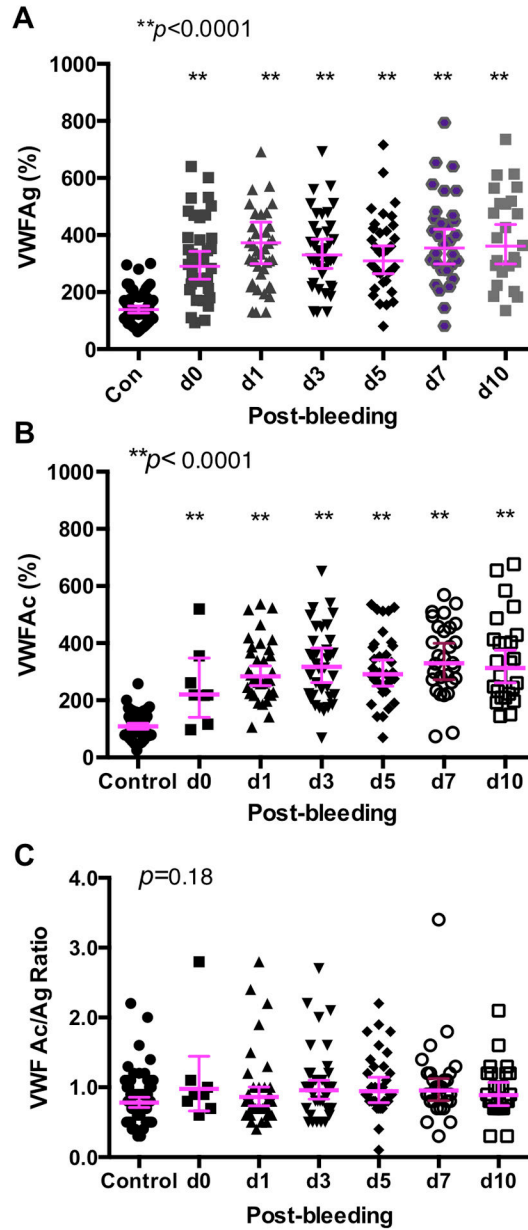 A
**p<0.0001
1000
** ** ** ** ** **
800
600
400
200
0
VWFAg (%)
Con d0 d1 d3 d5 d7 d10
Post-bleeding
B
**p< 0.0001
1000
800
** ** ** ** ** **
600
400
200
0
VWFAc (%)
Control d0 d1 d3 d5 d7 d10
Post-bleeding
C
p=0.18
4.0
3.0
2.0
1.0
0.0
VWF Ac/Ag Ratio
Control d0 d1 d3 d5 d7 d10
Post-bleeding